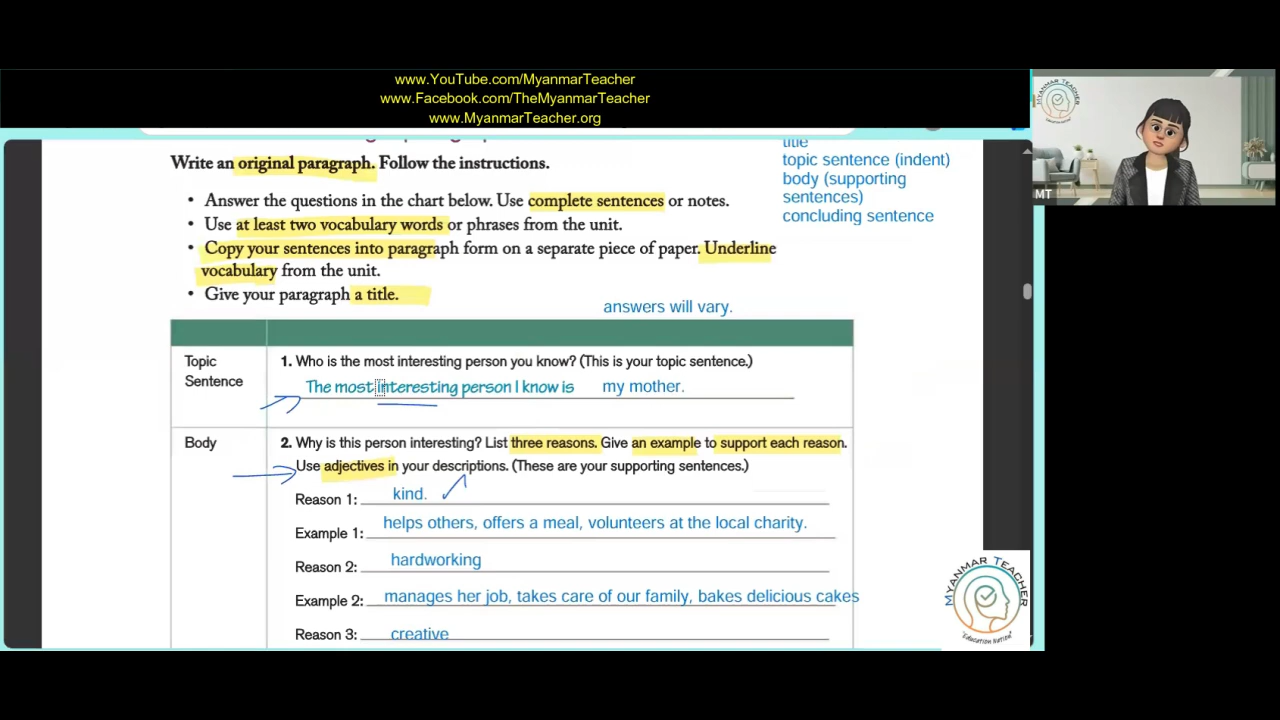 www.YouTube.com/MyanmarTeacher
www.Facebook.com/TheMyanmarTeacher
www.MyanmarTeacher.org
MYANMAR TEACHER
MT
title
topic sentence (indent)
body (supporting
sentences)
concluding sentence
Write an original paragraph. Follow the instructions.
• Answer the questions in the chart below. Use complete sentences or notes.
• Use at least two vocabulary words or phrases from the unit.
• Copy your sentences into paragraph form on a separate piece of paper. Underline
vocabulary from the unit.
• Give your paragraph a title.
answers will vary.
Topic
Sentence
1. Who is the most interesting person you know? (This is your topic sentence.)
The most interesting person I know is my mother.
Body
2. Why is this person interesting? List three reasons. Give an example to support each reason.
Use adjectives in your descriptions. (These are your supporting sentences.)
Reason 1: kind.
Example 1: helps others, offers a meal, volunteers at the local charity.
Reason 2: hardworking
Example 2: manages her job, takes care of our family, bakes delicious cakes
Reason 3: creative
MYANMAR TEACHER
"Education Nation"